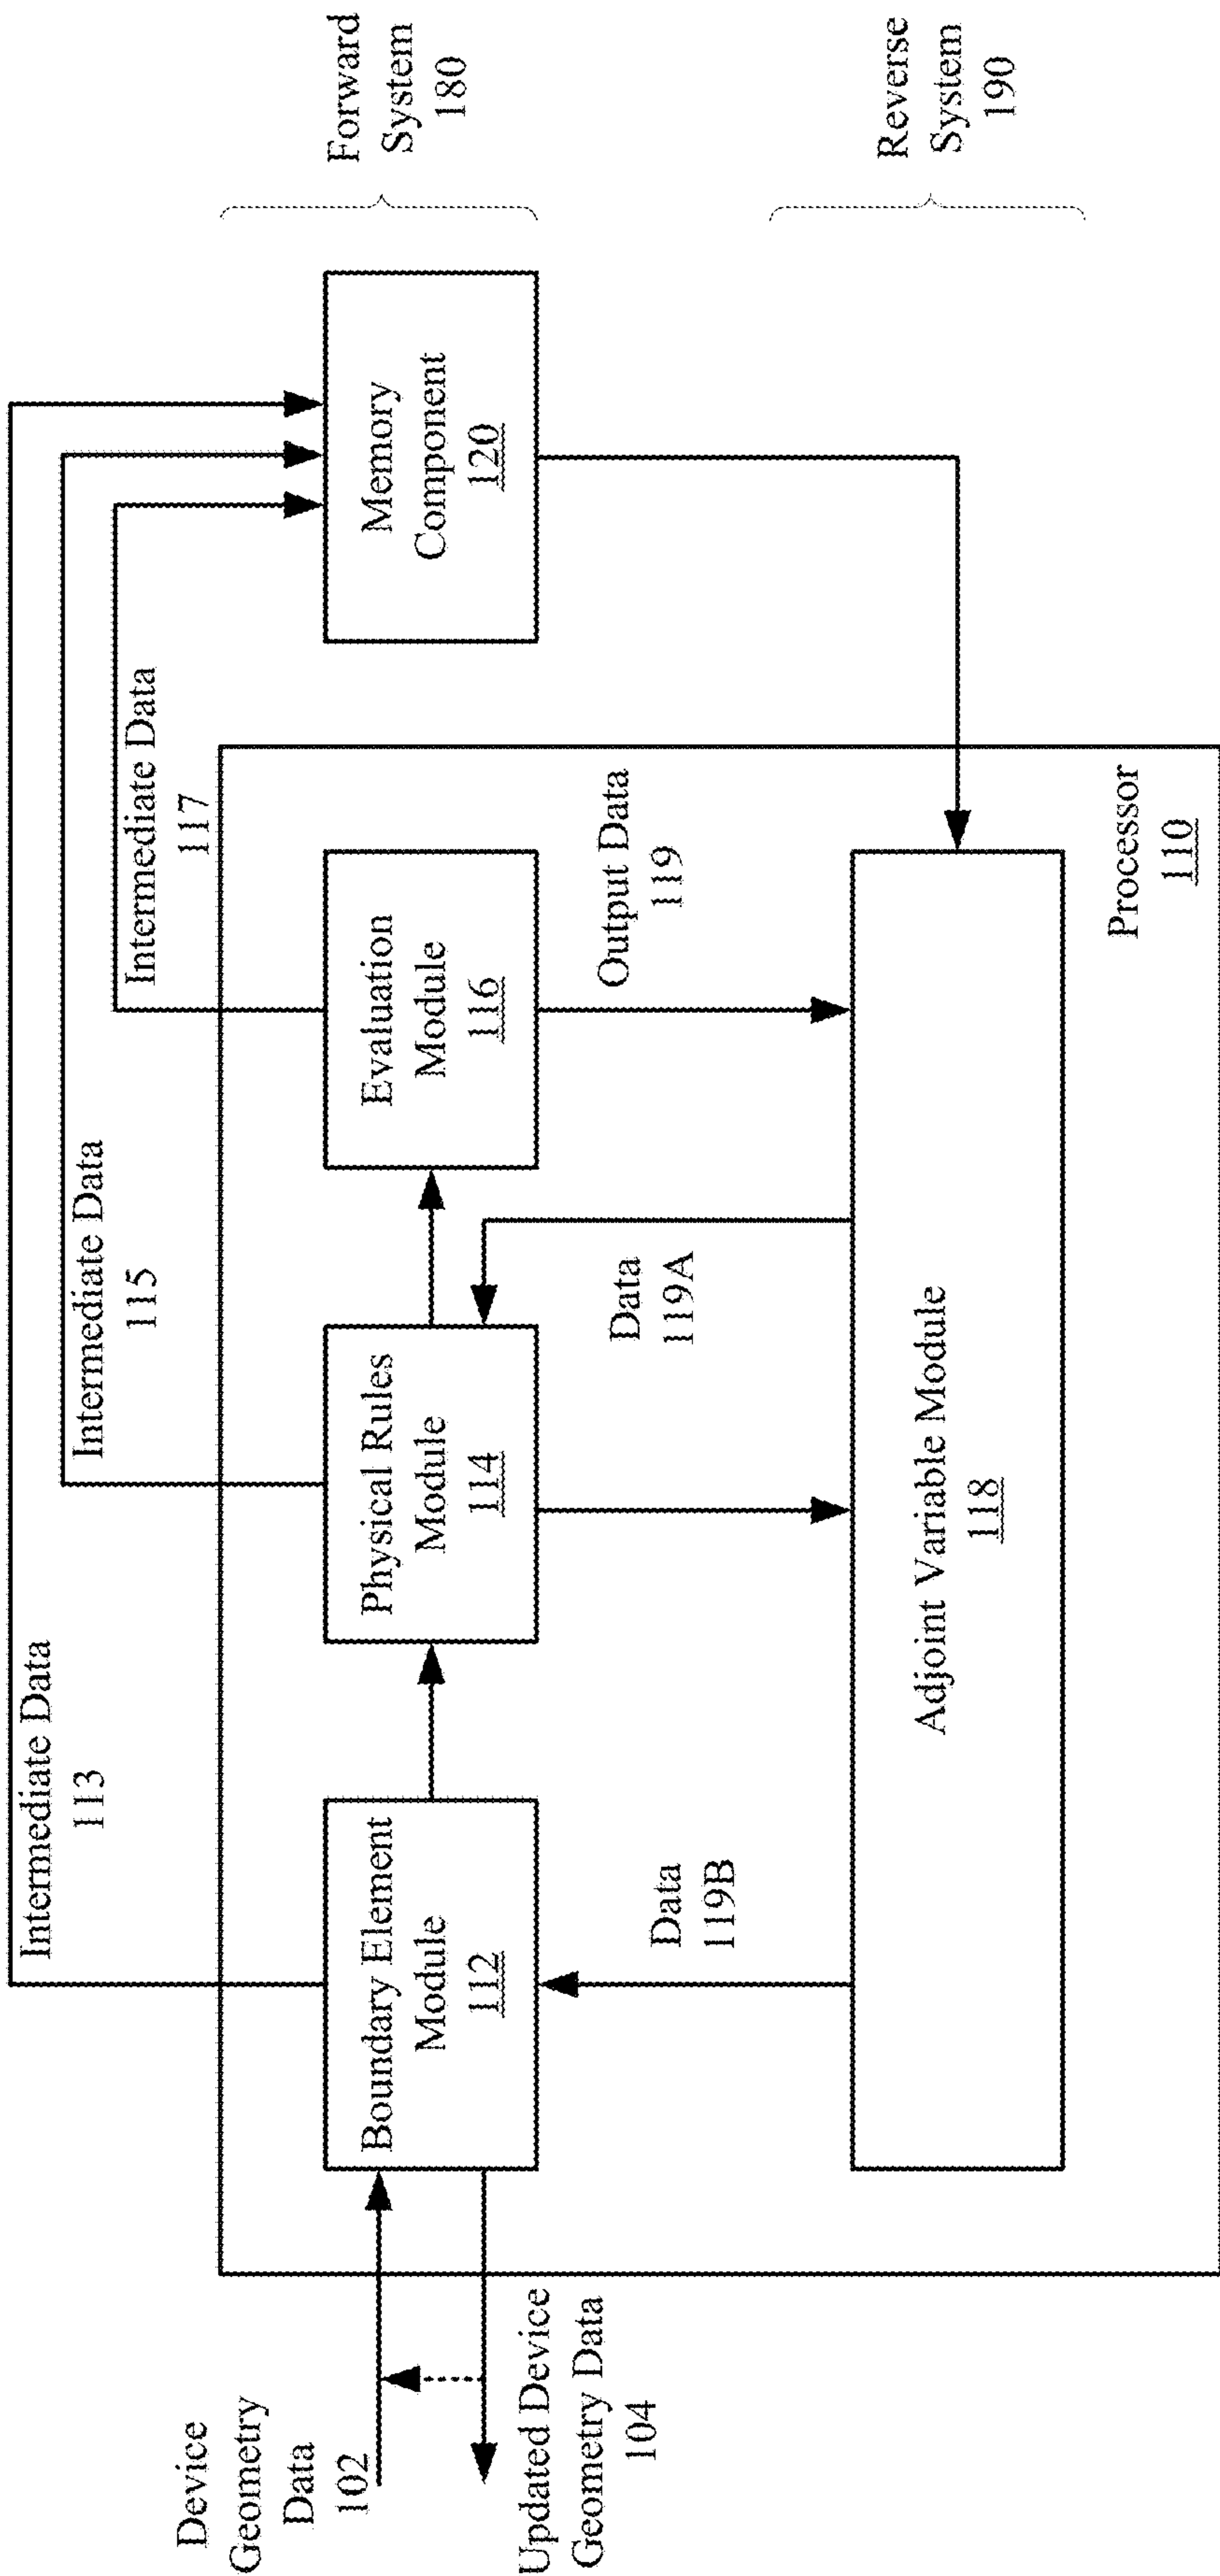 Intermediate Data
113
Intermediate Data
115
Intermediate Data
117
Device
Geometry
Data
102
Updated Device
Geometry Data
104
Boundary Element
Module
112
Physical Rules
Module
114
Evaluation
Module
116
Memory
Component
120
Forward
System
180
Data
119B
Data
119A
Output Data
119
Adjoint Variable Module
118
Processor
110
Reverse
System
190